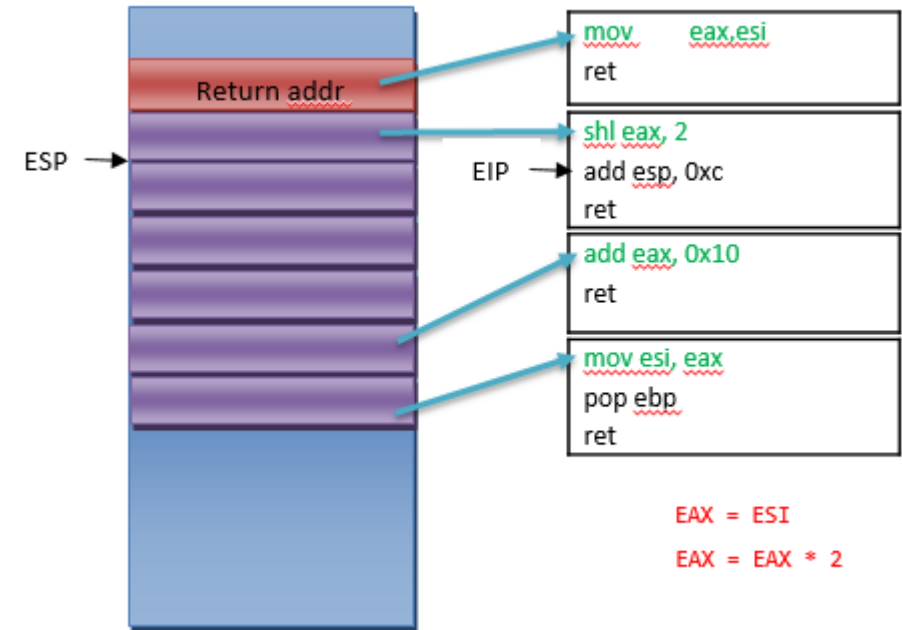 mov eax,esi
ret
Return addr
shl eax, 2
ESP
EIP
add esp, 0xc
ret
add eax, 0x10
ret
mov esi, eax
pop ebp
ret
EAX = ESI
EAX = EAX * 2